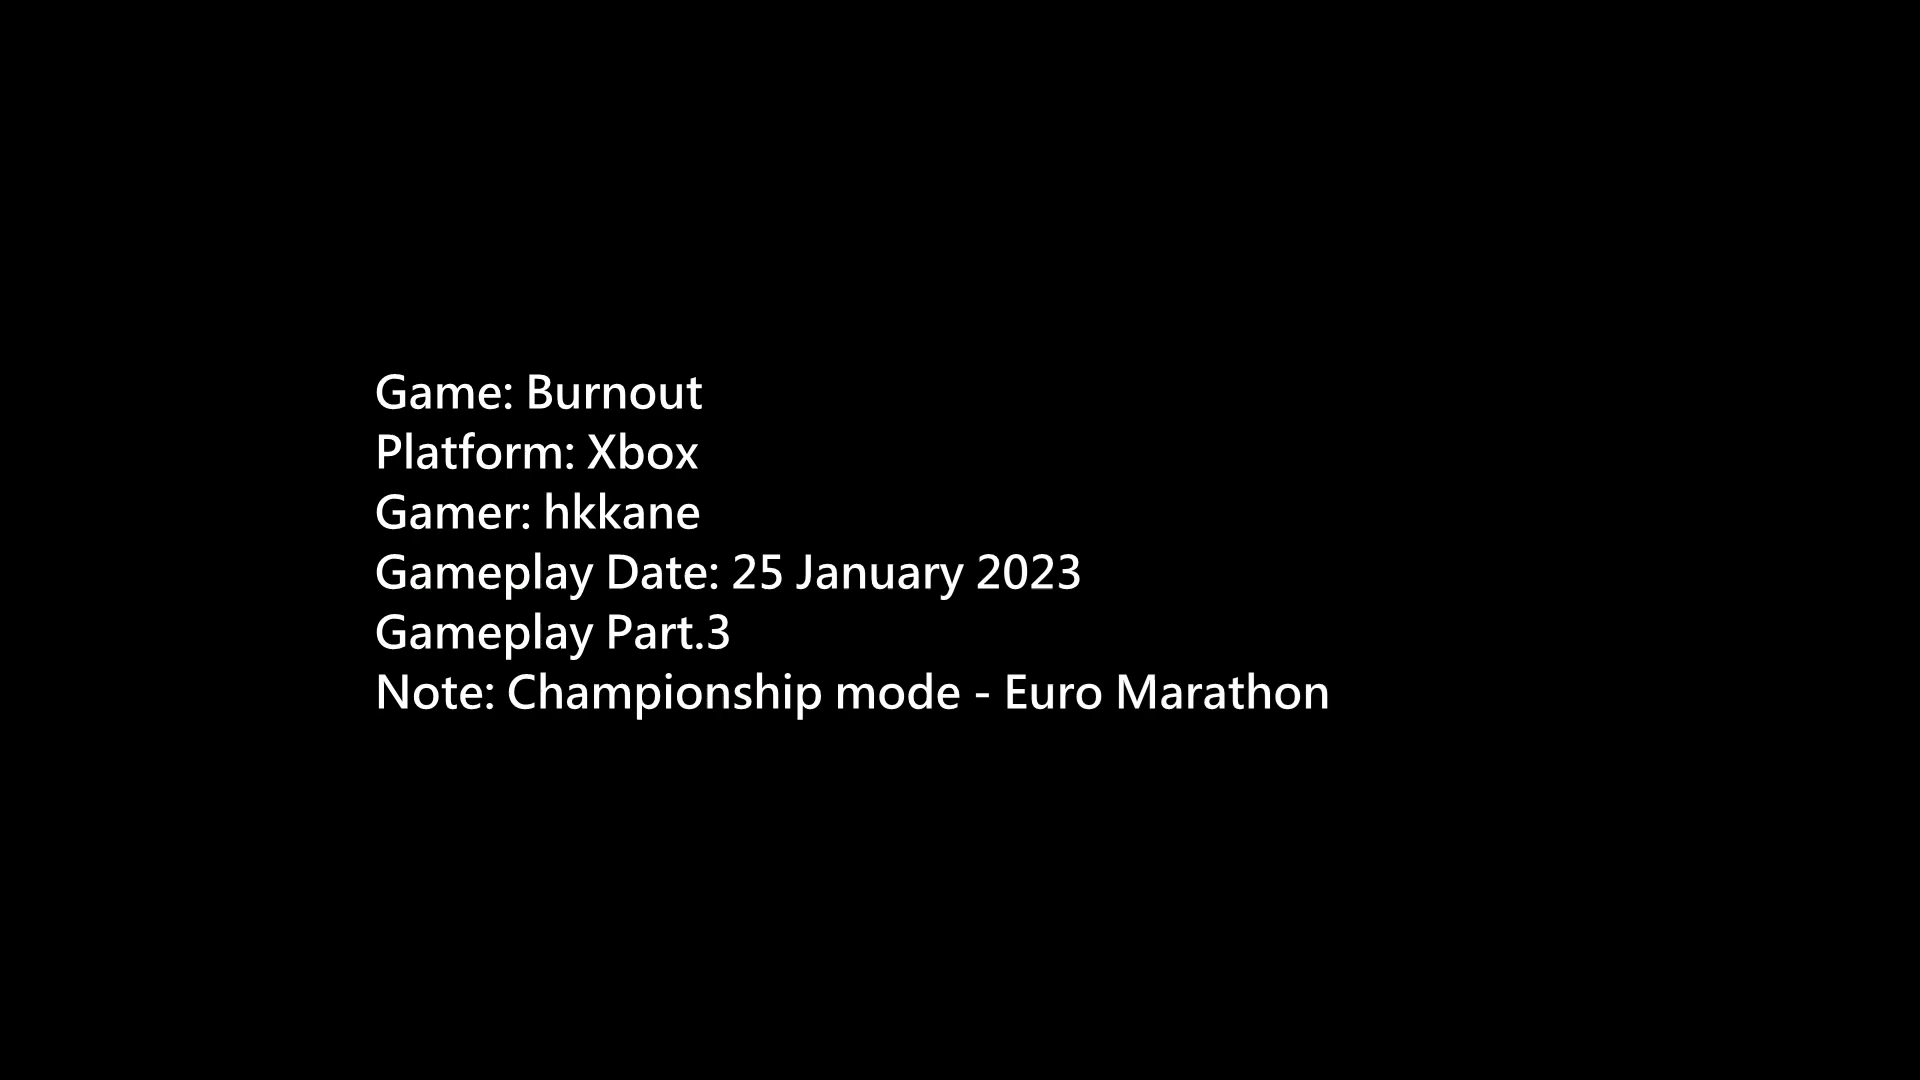 Game: Burnout
Platform: Xbox
Gamer: hkkane
Gameplay Date: 25 January 2023
Gameplay Part.3
Note: Championship mode - Euro Marathon